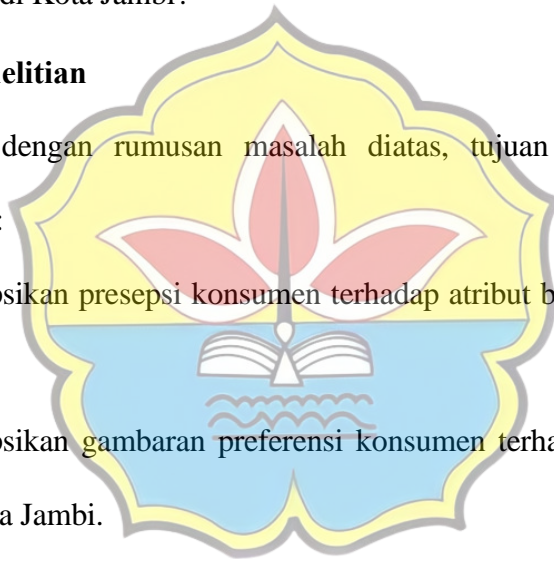 di Kota Jambi?
elitian
dengan rumusan masalah diatas, tujuan
:
sikan presepsi konsumen terhadap atribut b
sikan gambaran preferensi konsumen terha
a Jambi.